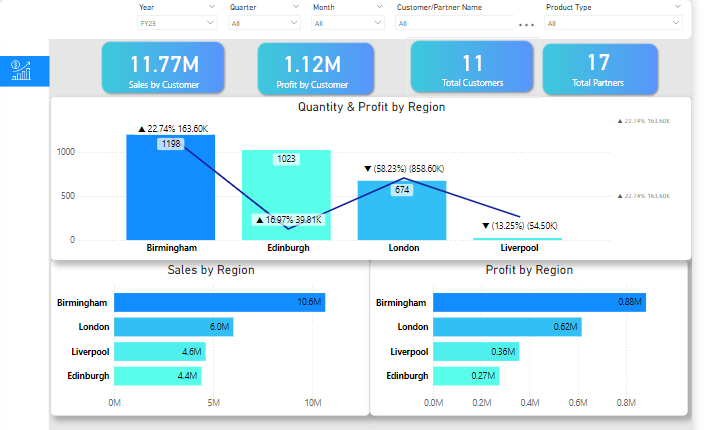 Year Quarter Month Customer/Partner Name Product Type
FY23 All All All All
11.77M 1.12M 11 17
Sales by Customer Profit by Customer Total Customers Total Partners
Quantity & Profit by Region
▲ 22.74% 163.60K
▲ 22.74% 163.60K
1198
1023
▼ (58.23%) (858.60K)
674
▲ 16.97% 39.81K
▼ (13.25%) (54.50K)
▲ 22.74% 163.60K
1000
500
0
Birmingham Edinburgh London Liverpool
Sales by Region
Birmingham 10.6M
London 6.0M
Liverpool 4.6M
Edinburgh 4.4M
0M 5M 10M
Profit by Region
Birmingham 0.88M
London 0.62M
Liverpool 0.36M
Edinburgh 0.27M
0.0M 0.2M 0.4M 0.6M 0.8M